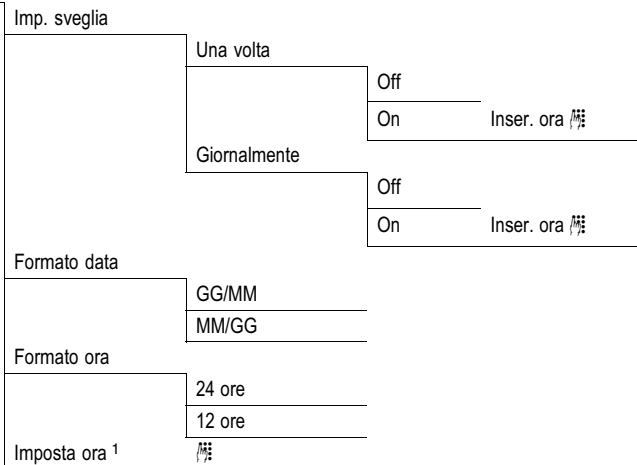 Imp. sveglia
Una volta
Off
On Inser. ora
Giornalmente
Off
On Inser. ora
Formato data
GG/MM
MM/GG
Formato ora
24 ore
12 ore
Imposta ora 1